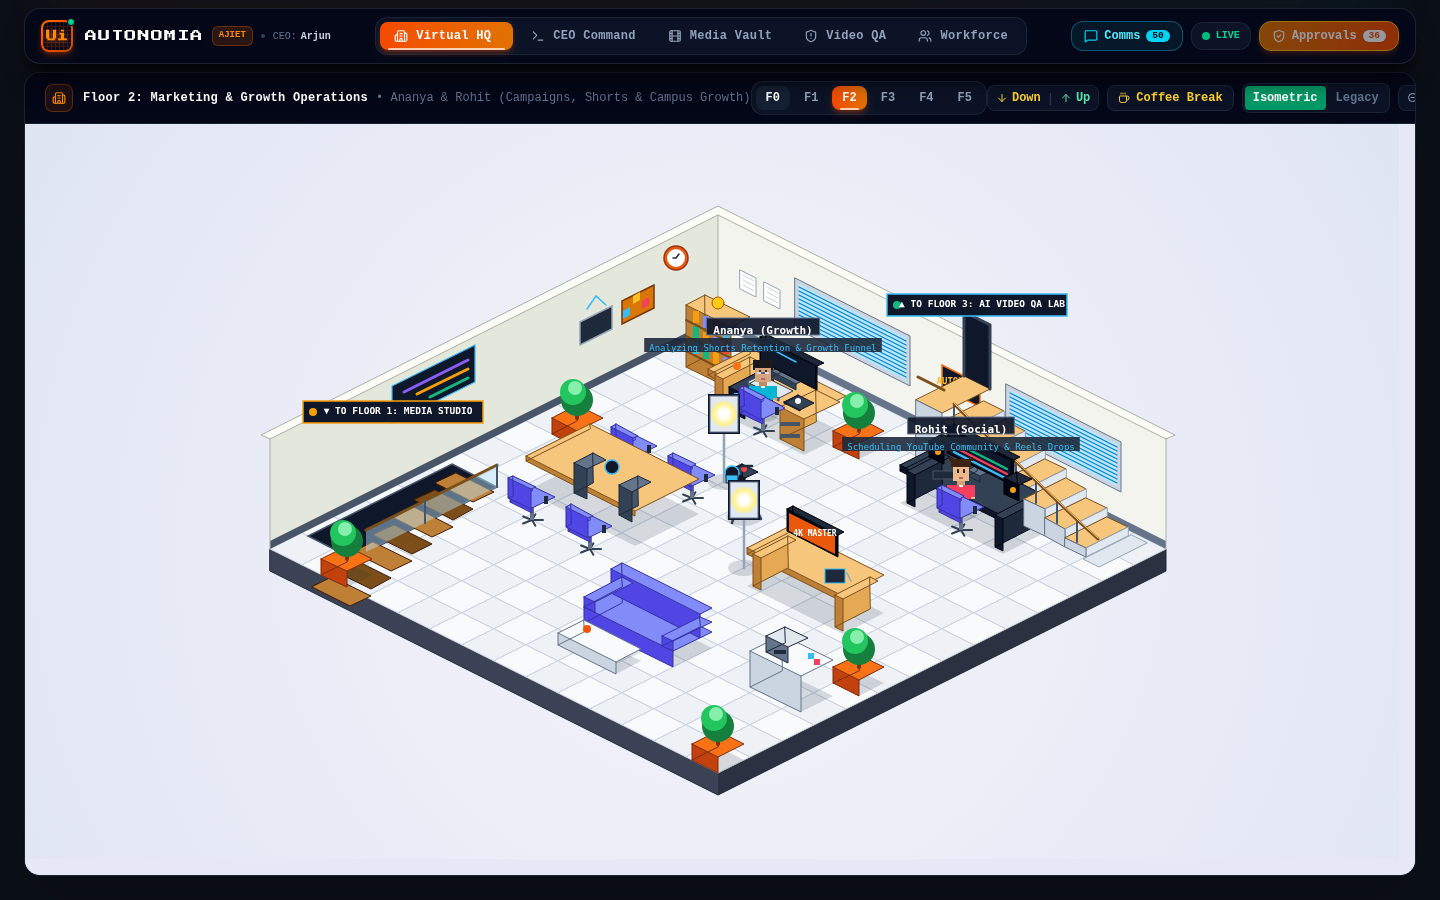 Ui AUTONOMIA AJIET • CEO: Arjun
Virtual HQ
CEO Command
Media Vault
Video QA
Workforce
Comms 50
LIVE
Approvals 36
Floor 2: Marketing & Growth Operations • Ananya & Rohit (Campaigns, Shorts & Campus Growth)
F0 F1 F2 F3 F4 F5
↓ Down | ↑ Up
Coffee Break
Isometric Legacy
▲ TO FLOOR 3: AI VIDEO QA LAB
Ananya (Growth)
Analyzing Shorts Retention & Growth Funnel
▼ TO FLOOR 1: MEDIA STUDIO
Rohit (Social)
Scheduling YouTube Community & Reels Drops
4K MASTER